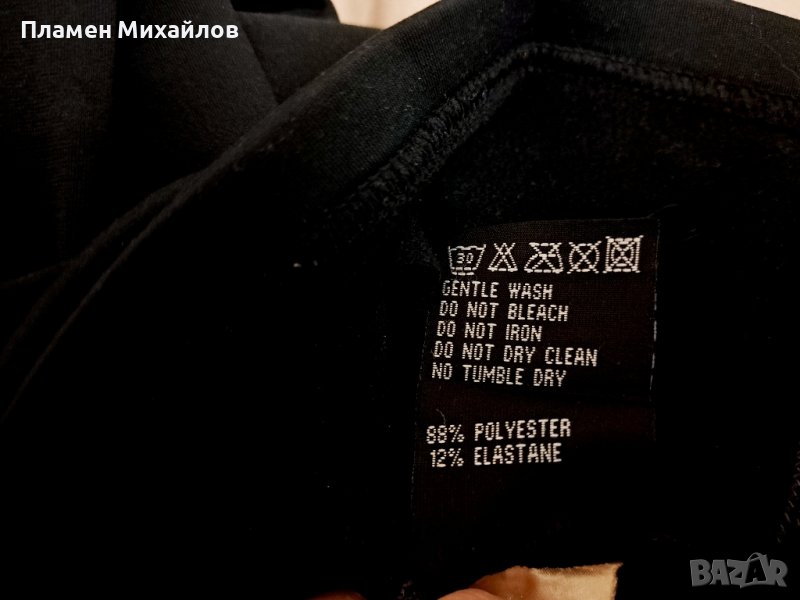 Пламен Михайлов
30
GENTLE WASH
DO NOT BLEACH
DO NOT IRON
DO NOT DRY CLEAN
NO TUMBLE DRY
88% POLYESTER
12% ELASTANE
BAZAR